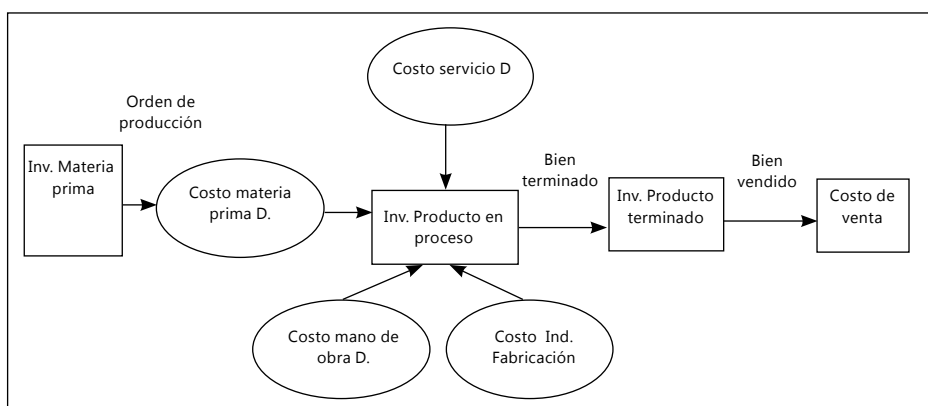 Costo servicio D
Orden de
producción
Inv. Materia
prima
Costo materia
prima D.
Inv. Producto en
proceso
Bien
terminado
Inv. Producto
terminado
Bien
vendido
Costo de
venta
Costo mano de
obra D.
Costo Ind.
Fabricación